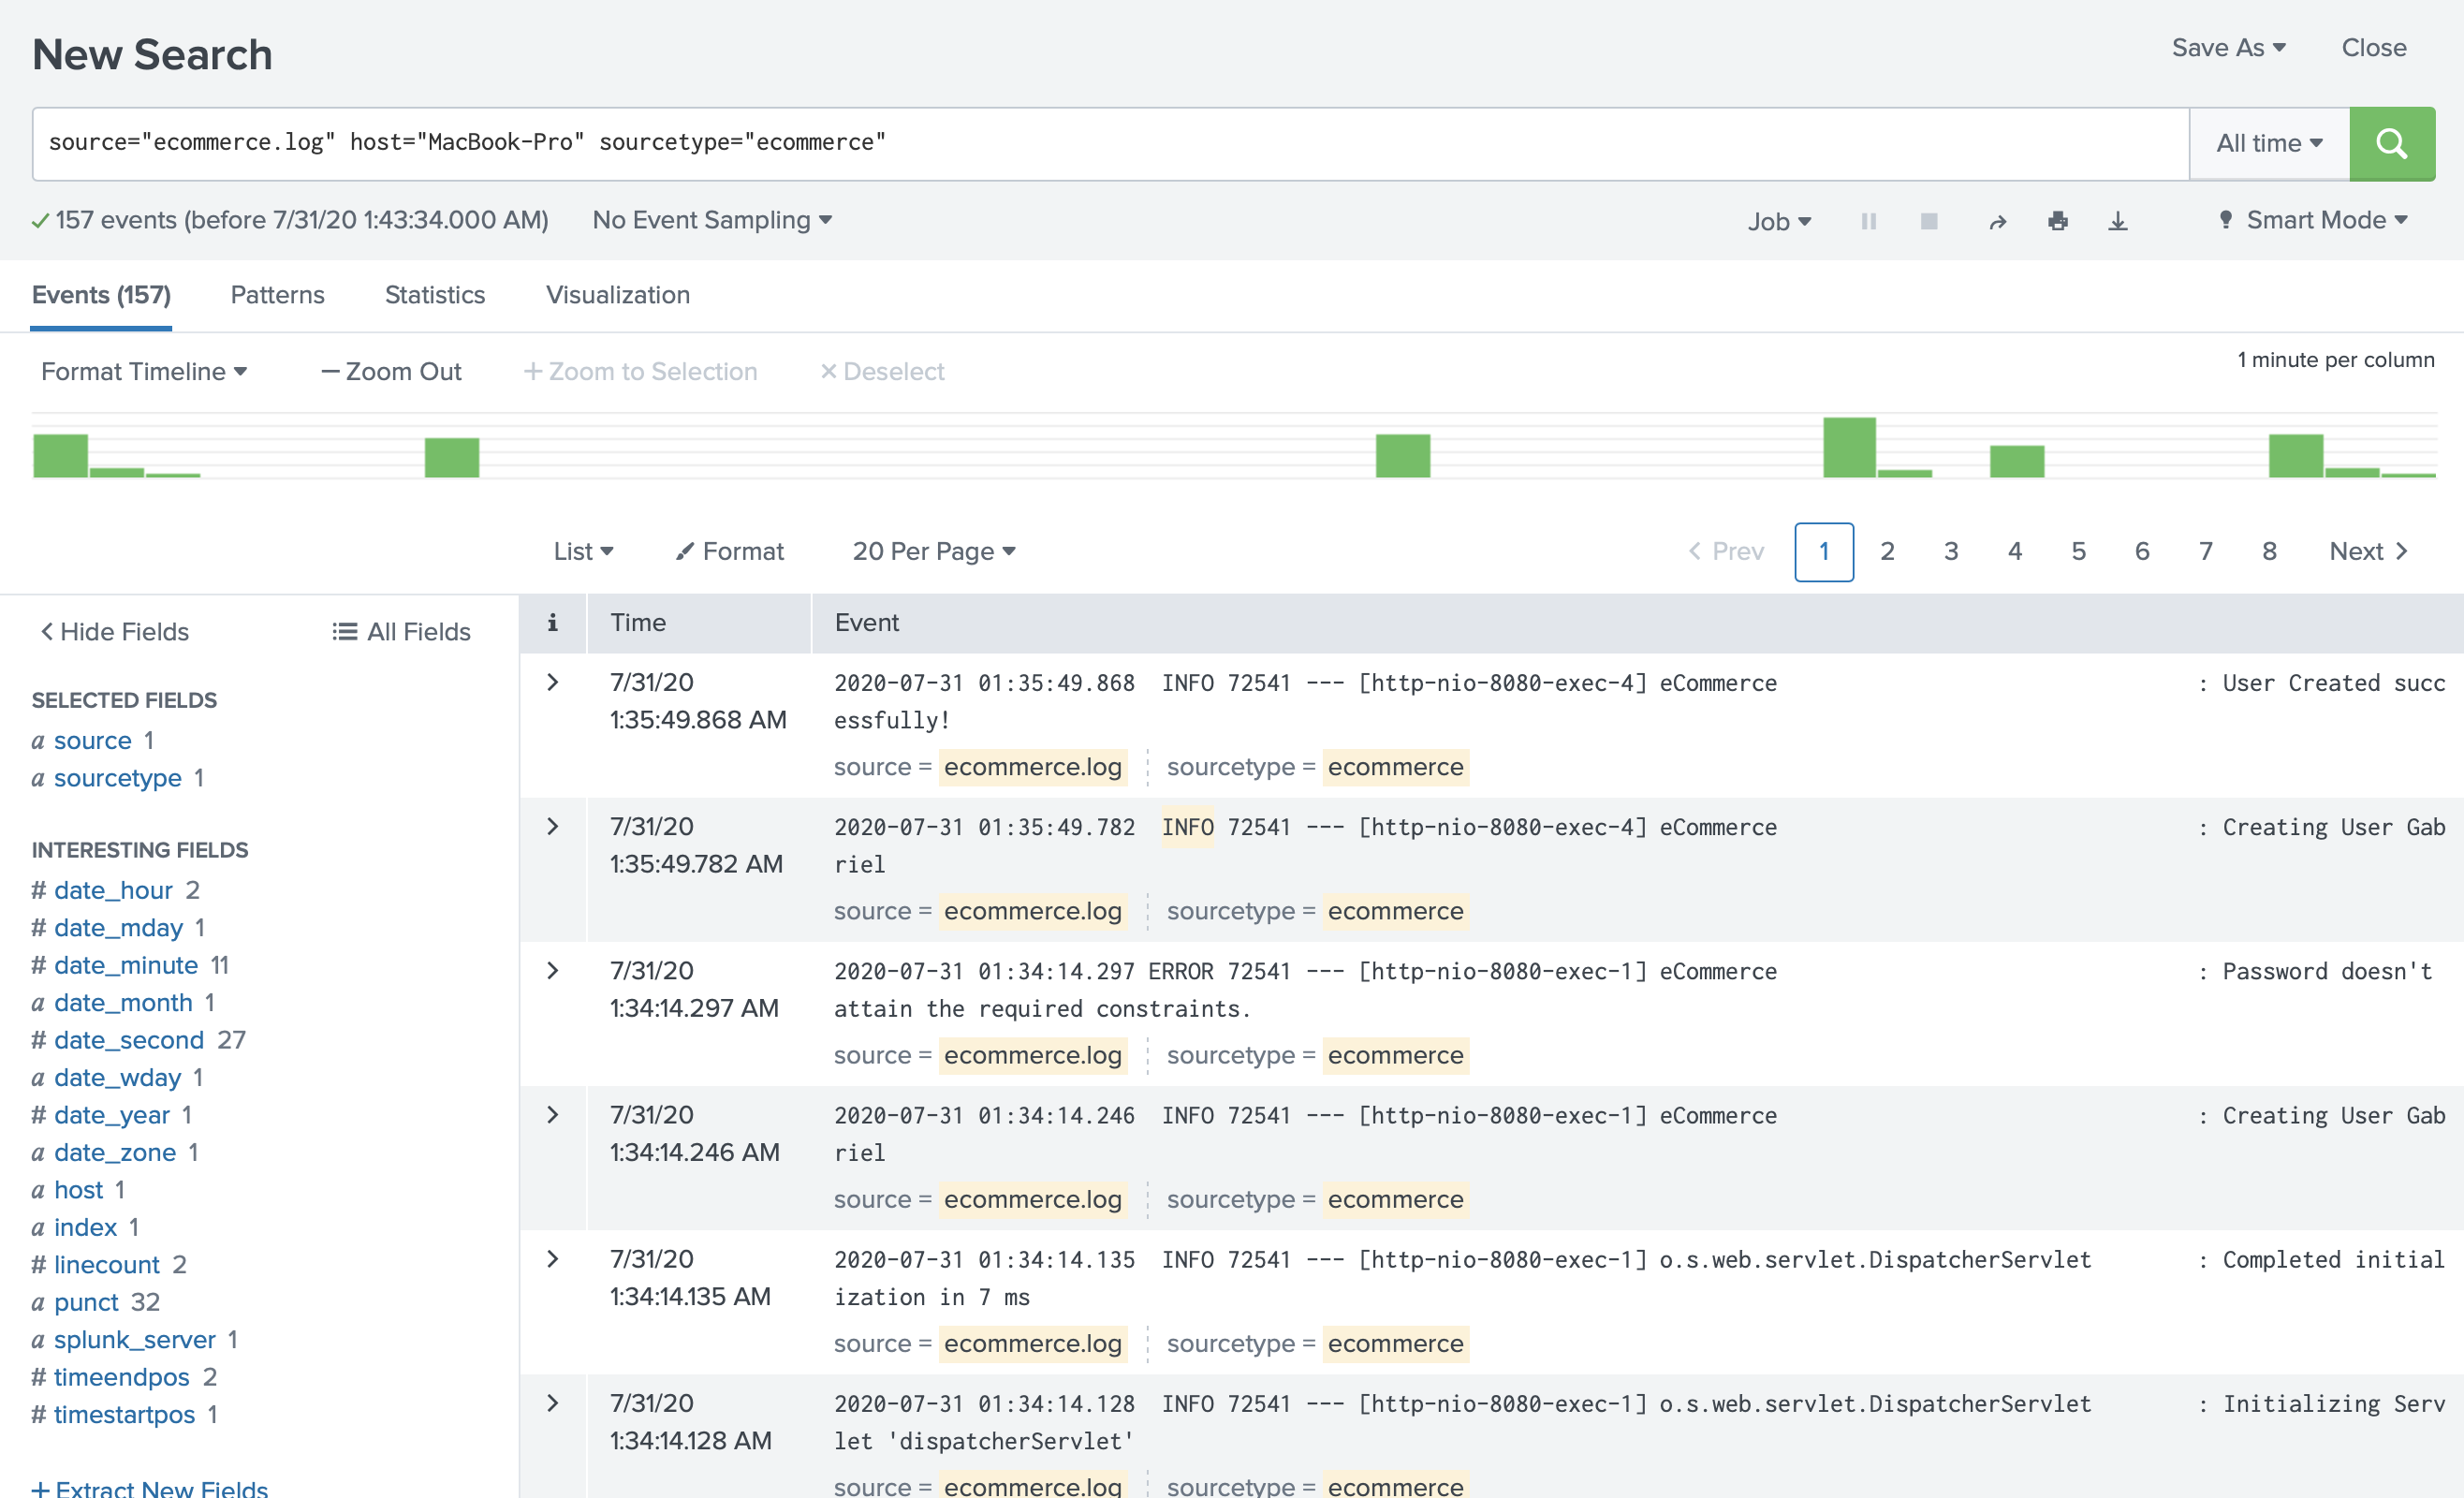 New Search
Save As
Close
source="ecommerce.log" host="MacBook-Pro" sourcetype="ecommerce"
All time
157 events (before 7/31/20 1:43:34.000 AM)
No Event Sampling
Job
Smart Mode
Events (157)
Patterns
Statistics
Visualization
Format Timeline
— Zoom Out
+ Zoom to Selection
× Deselect
1 minute per column
List
Format
20 Per Page
< Prev
1
2
3
4
5
6
7
8
Next >
< Hide Fields
All Fields
SELECTED FIELDS
a source 1
a sourcetype 1
INTERESTING FIELDS
# date_hour 2
# date_mday 1
# date_minute 11
a date_month 1
# date_second 27
a date_wday 1
# date_year 1
a date_zone 1
a host 1
a index 1
# linecount 2
a punct 32
a splunk_server 1
# timeendpos 2
# timestartpos 1
+ Extract New Fields
i
Time
Event
7/31/20
1:35:49.868 AM
2020-07-31 01:35:49.868  INFO 72541 --- [http-nio-8080-exec-4] eCommerce : User Created succ
essfully!
source = ecommerce.log sourcetype = ecommerce
7/31/20
1:35:49.782 AM
2020-07-31 01:35:49.782  INFO 72541 --- [http-nio-8080-exec-4] eCommerce : Creating User Gab
riel
source = ecommerce.log sourcetype = ecommerce
7/31/20
1:34:14.297 AM
2020-07-31 01:34:14.297 ERROR 72541 --- [http-nio-8080-exec-1] eCommerce : Password doesn't
attain the required constraints.
source = ecommerce.log sourcetype = ecommerce
7/31/20
1:34:14.246 AM
2020-07-31 01:34:14.246  INFO 72541 --- [http-nio-8080-exec-1] eCommerce : Creating User Gab
riel
source = ecommerce.log sourcetype = ecommerce
7/31/20
1:34:14.135 AM
2020-07-31 01:34:14.135  INFO 72541 --- [http-nio-8080-exec-1] o.s.web.servlet.DispatcherServlet : Completed initial
ization in 7 ms
source = ecommerce.log sourcetype = ecommerce
7/31/20
1:34:14.128 AM
2020-07-31 01:34:14.128  INFO 72541 --- [http-nio-8080-exec-1] o.s.web.servlet.DispatcherServlet : Initializing Serv
let 'dispatcherServlet'
source = ecommerce.log sourcetype = ecommerce